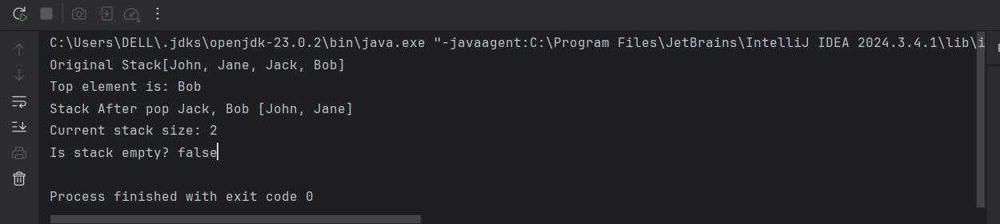 C:\Users\DELL\.jdks\openjdk-23.0.2\bin\java.exe "-javaagent:C:\Program Files\JetBrains\IntelliJ IDEA 2024.3.4.1\lib\i
Original Stack[John, Jane, Jack, Bob]
Top element is: Bob
Stack After pop Jack, Bob [John, Jane]
Current stack size: 2
Is stack empty? false
Process finished with exit code 0